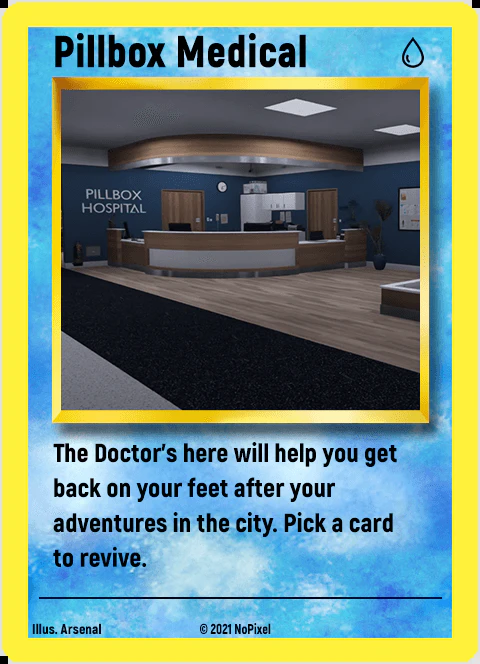 Pillbox Medical
PILLBOX
HOSPITAL
The Doctor's here will help you get
back on your feet after your
adventures in the city. Pick a card
to revive.
Illus. Arsenal © 2021 NoPixel